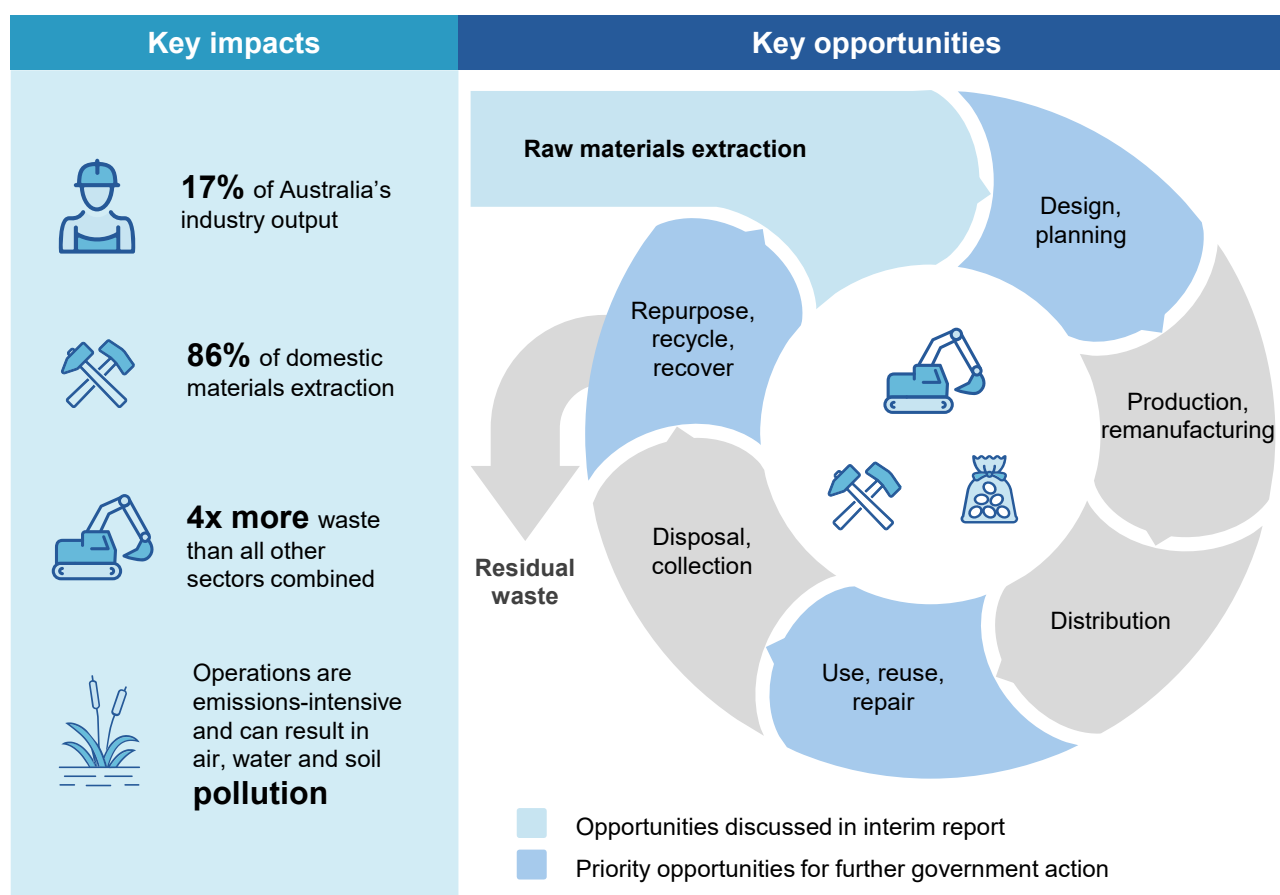 Key impacts
17% of Australia’s
industry output
86% of domestic
materials extraction
4x more waste
than all other
sectors combined
Operations are
emissions-intensive
and can result in
air, water and soil
pollution
Key opportunities
Raw materials extraction
Design,
planning
Production,
remanufacturing
Distribution
Use, reuse,
repair
Disposal,
collection
Repurpose,
recycle,
recover
Residual
waste
Opportunities discussed in interim report
Priority opportunities for further government action